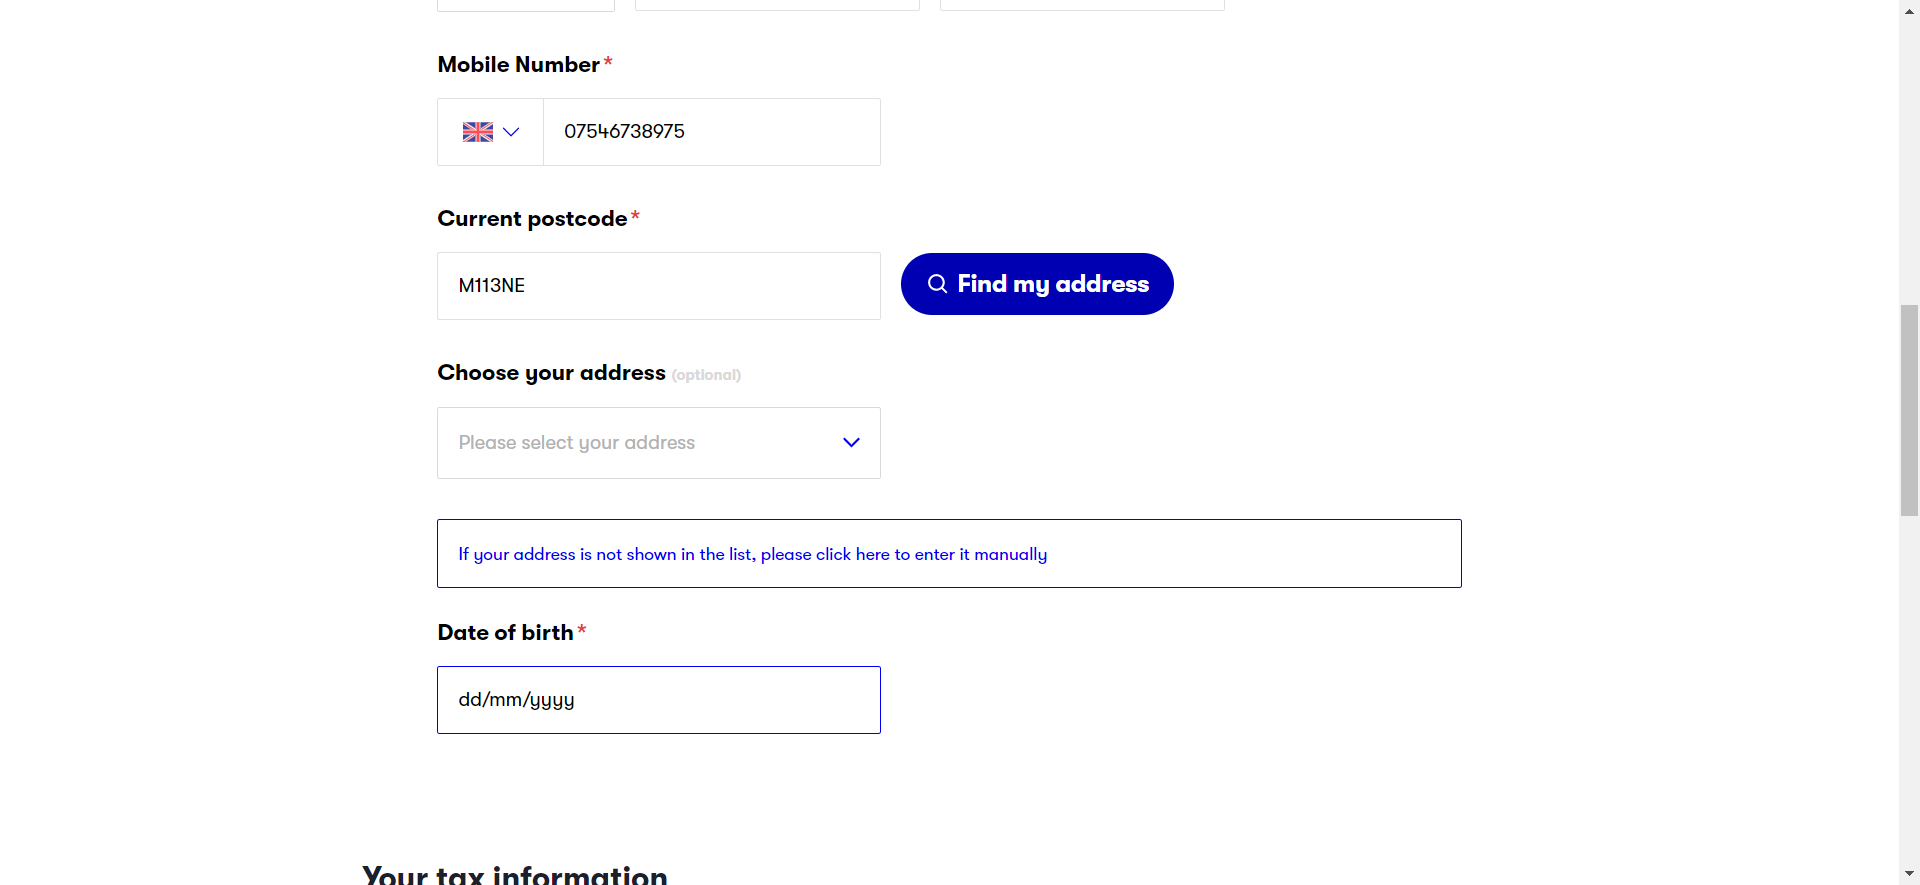 Mobile Number*
07546738975
Current postcode*
M113NE
Find my address
Choose your address (optional)
Please select your address
If your address is not shown in the list, please click here to enter it manually
Date of birth*
dd/mm/yyyy
Your tax information